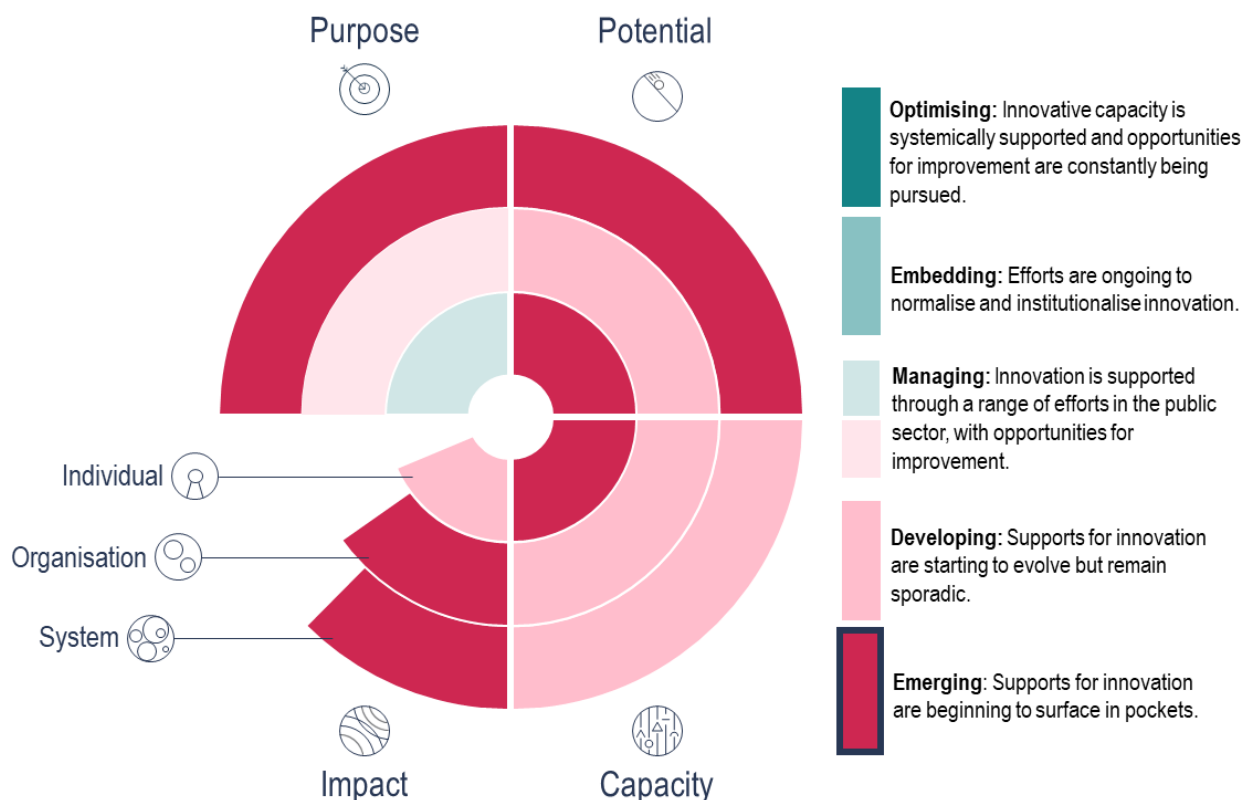 Purpose
Potential
Optimising: Innovative capacity is
systemically supported and opportunities
for improvement are constantly being
pursued.
Embedding: Efforts are ongoing to
normalise and institutionalise innovation.
Managing: Innovation is supported
through a range of efforts in the public
sector, with opportunities for
improvement.
Individual
Organisation
System
Developing: Supports for innovation
are starting to evolve but remain
sporadic.
Emerging: Supports for innovation
are beginning to surface in pockets.
Impact
Capacity